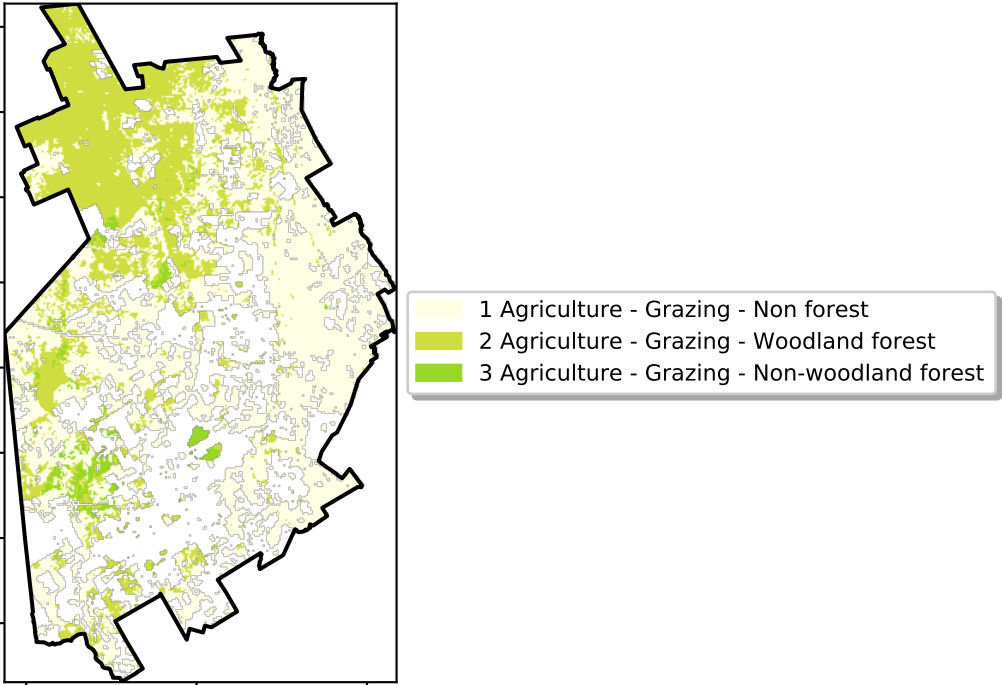 1 Agriculture - Grazing - Non forest
2 Agriculture - Grazing - Woodland forest
3 Agriculture - Grazing - Non-woodland forest